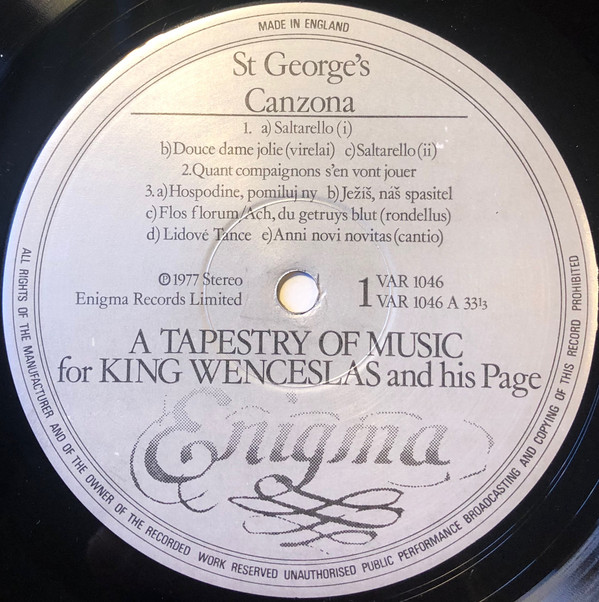 MADE IN ENGLAND
St George's
Canzona
1. a) Saltarello (i)
b) Douce dame jolie (virelai) c) Saltarello (ii)
2. Quant compaignons s'en vont jouer
3. a) Hospodine, pomiluj ny b) Ježíš, náš spasitel
c) Flos florum/Ach, du getruys blut (rondellus)
d) Lidové Tance e) Anni novi novitas (cantio)
℗ 1977 Stereo
Enigma Records Limited
1 VAR 1046
VAR 1046 A 33⅓
A TAPESTRY OF MUSIC
for KING WENCESLAS and his Page
Enigma
ALL RIGHTS OF THE MANUFACTURER AND OF THE OWNER OF THE RECORDED WORK RESERVED UNAUTHORISED PUBLIC PERFORMANCE BROADCASTING AND COPYING OF THIS RECORD PROHIBITED